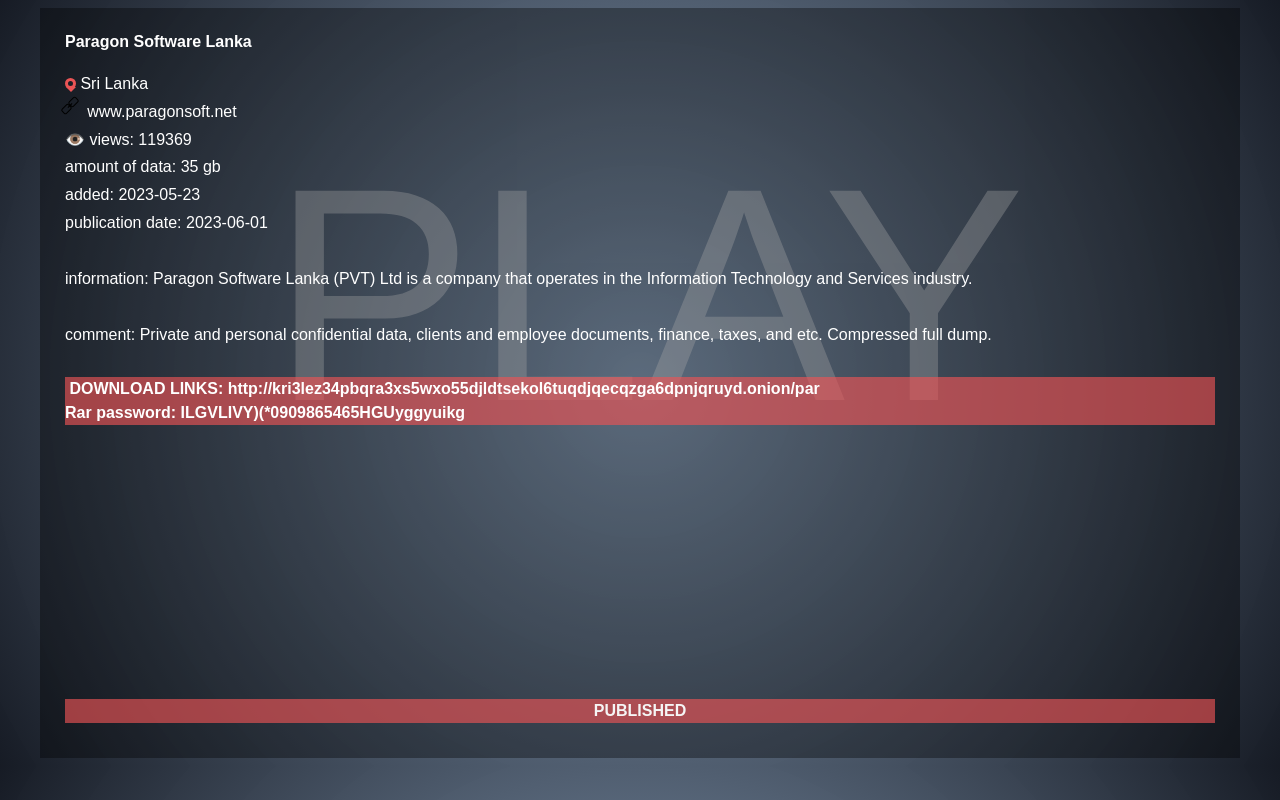 Paragon Software Lanka
Sri Lanka
www.paragonsoft.net
views: 119369
amount of data: 35 gb
added: 2023-05-23
publication date: 2023-06-01
PLAY
information: Paragon Software Lanka (PVT) Ltd is a company that operates in the Information Technology and Services industry.
comment: Private and personal confidential data, clients and employee documents, finance, taxes, and etc. Compressed full dump.
DOWNLOAD LINKS: http://kri3lez34pbqra3xs5wxo55djldtsekol6tuqdjqecqzga6dpnjqruyd.onion/par
Rar password: ILGVLIVY)(*0909865465HGUyggyuikg
PUBLISHED